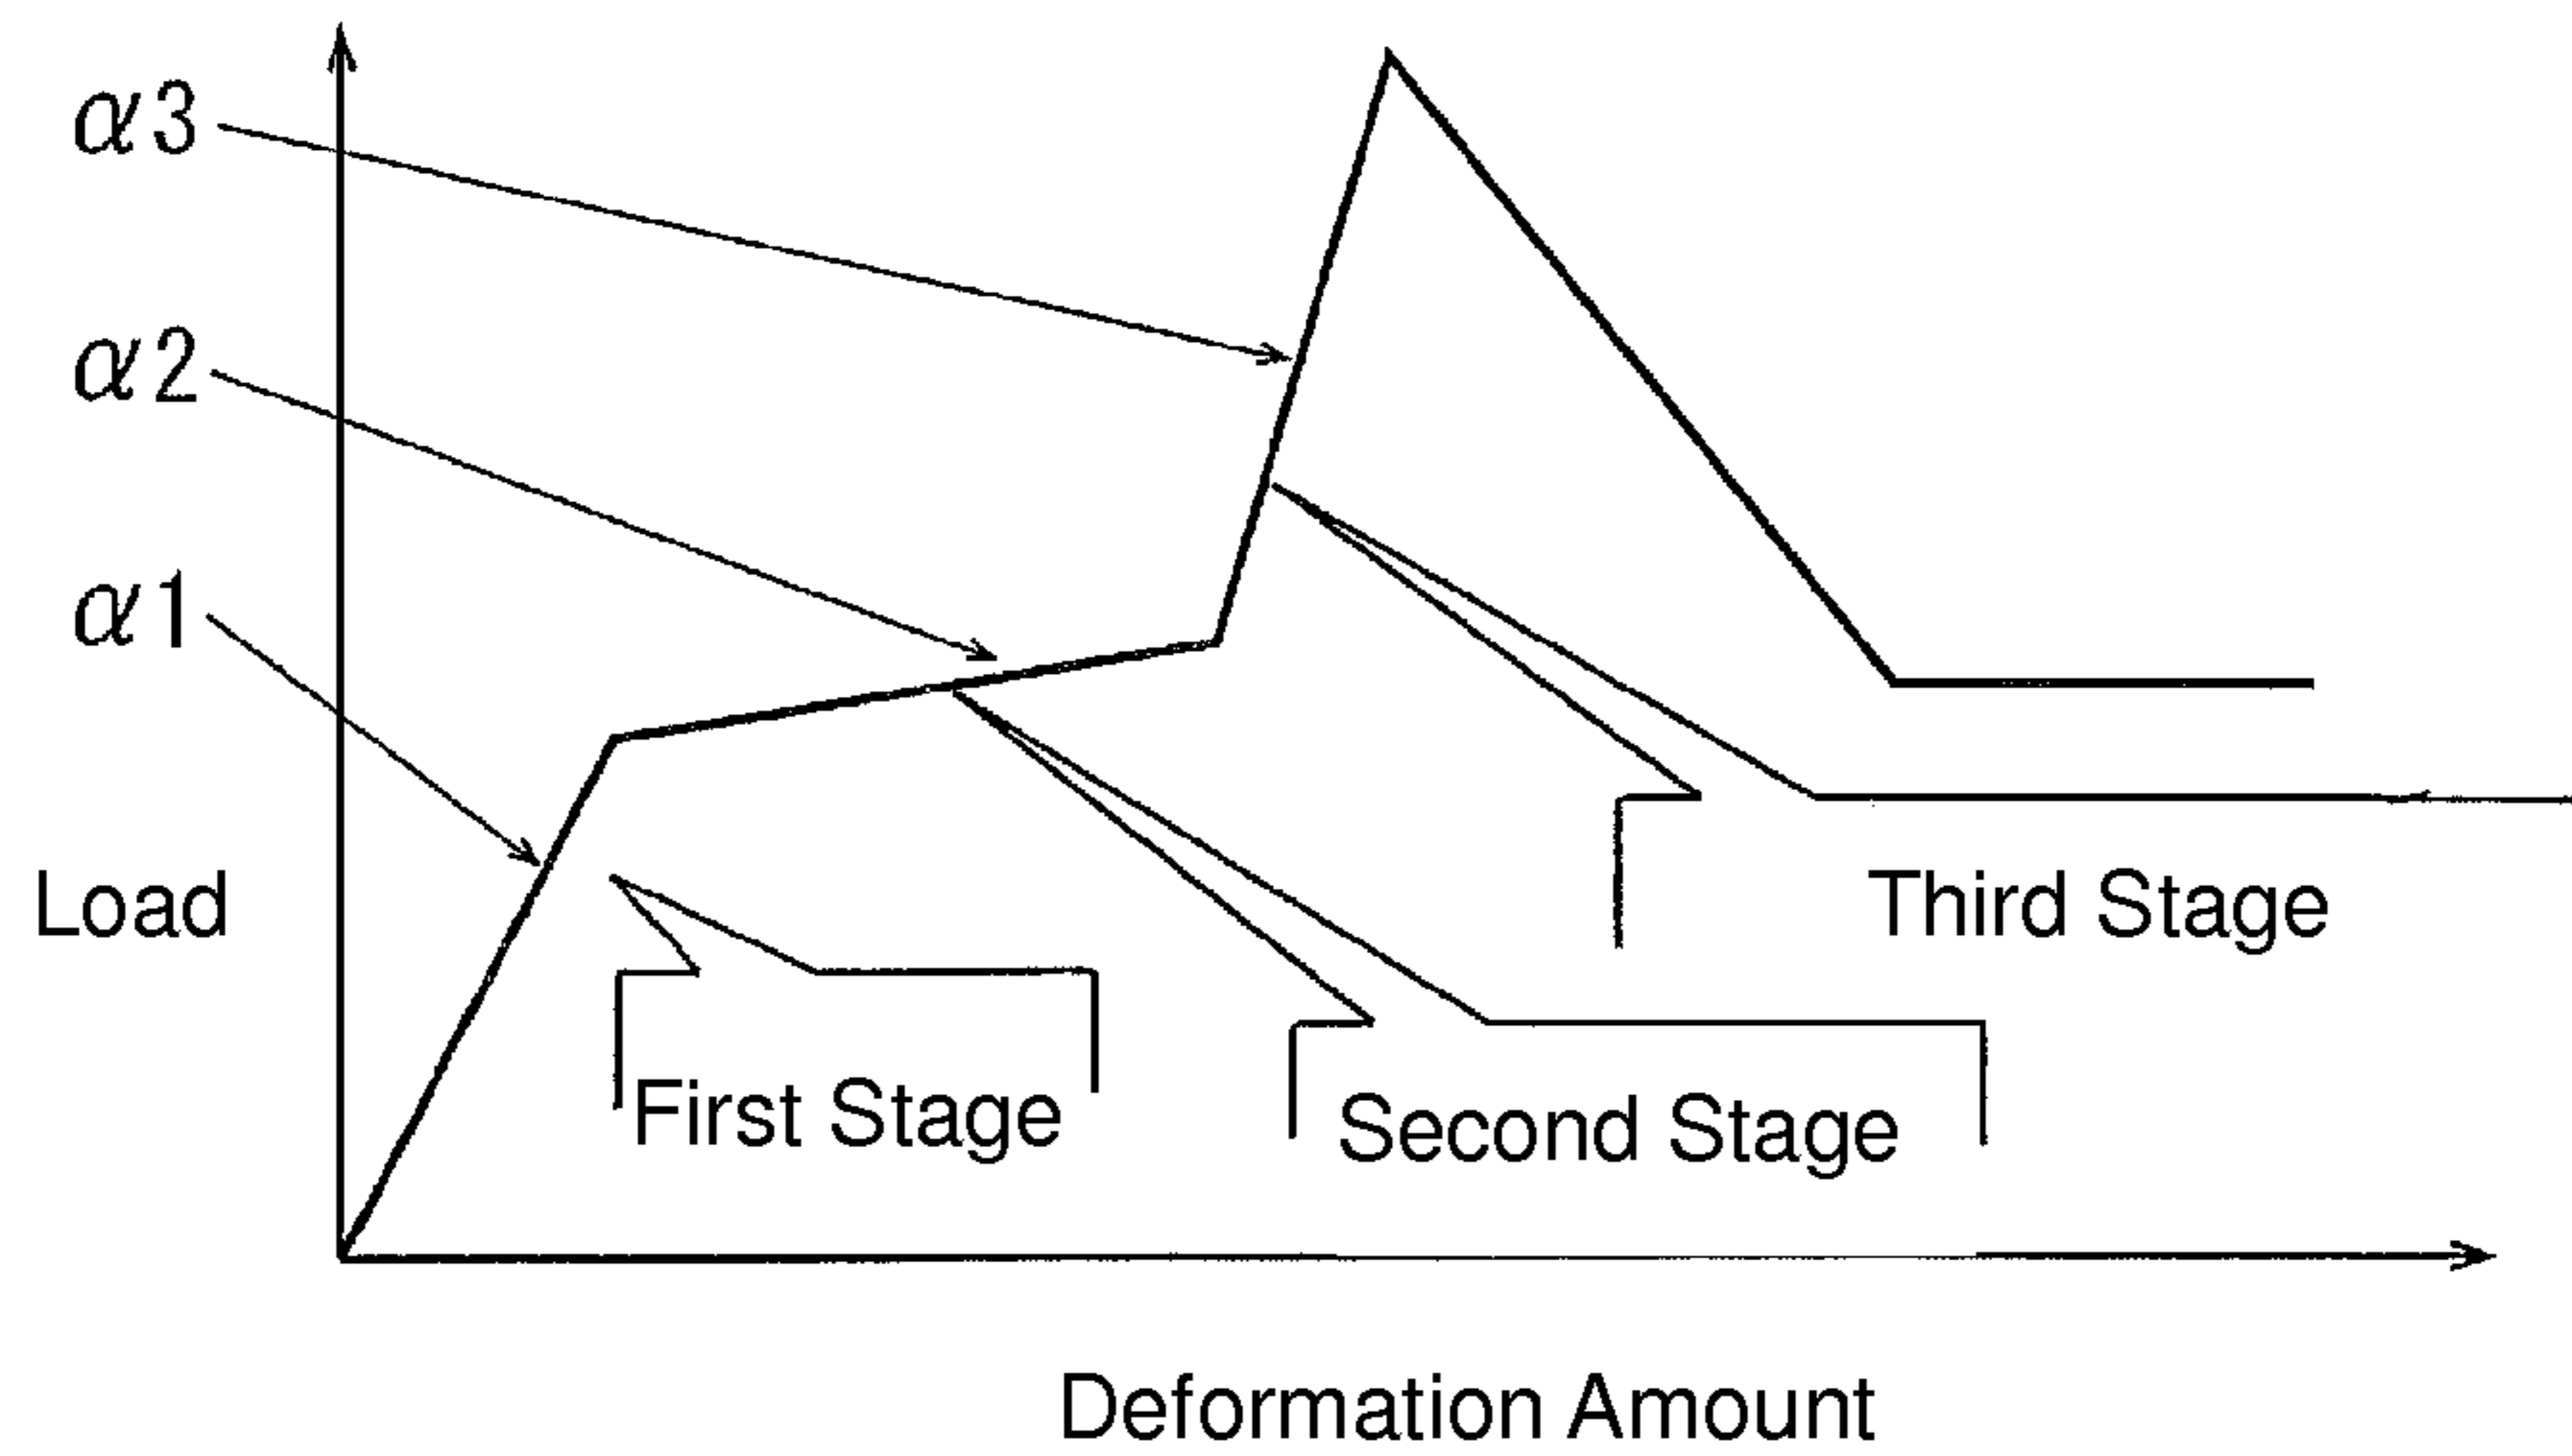 α3
α2
α1
Load
Third Stage
First Stage
Second Stage
Deformation Amount